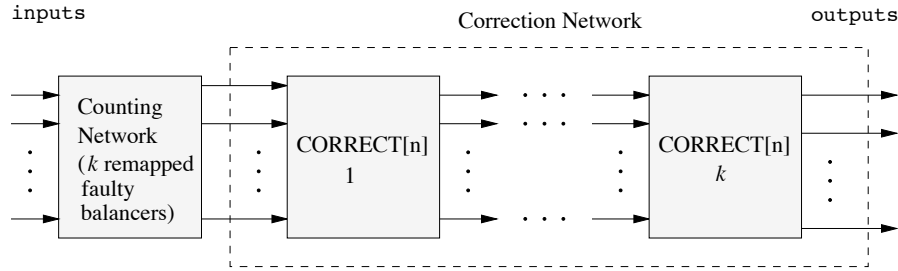 inputs
Correction Network
outputs
Counting
Network
(k remapped
faulty
balancers)
CORRECT[n]
1
. . .
. . .
. . .
CORRECT[n]
k